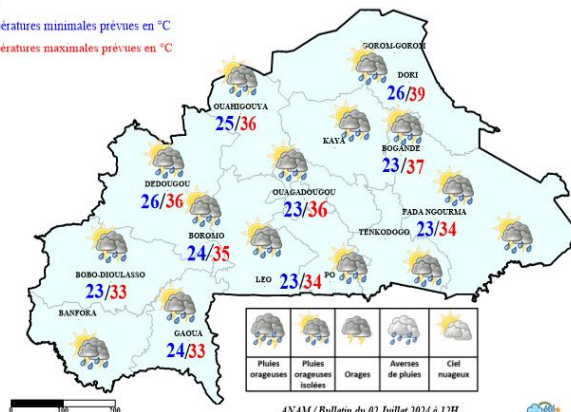 ératures minimales prévues en °C
ératures maximales prévues en °C
GOROM-GOROM
DORI
26/39
OUAHIGOUYA
25/36
KAYA
BOGANDE
23/37
DEDOUGOU
26/36
OUAGADOUGOU
23/36
FADA NGOURMA
23/34
BOROMO
24/35
TENKODOGO
BOBO-DIOULASSO
23/33
LEO
23/34
PO
BANFORA
GAOUA
24/33
Pluies orageuses
Pluies orageuses isolées
Orages
Averses de pluies
Ciel nuageux
0 100 200
ANAM / Bulletin du 02 Juillet 2024 à 12H